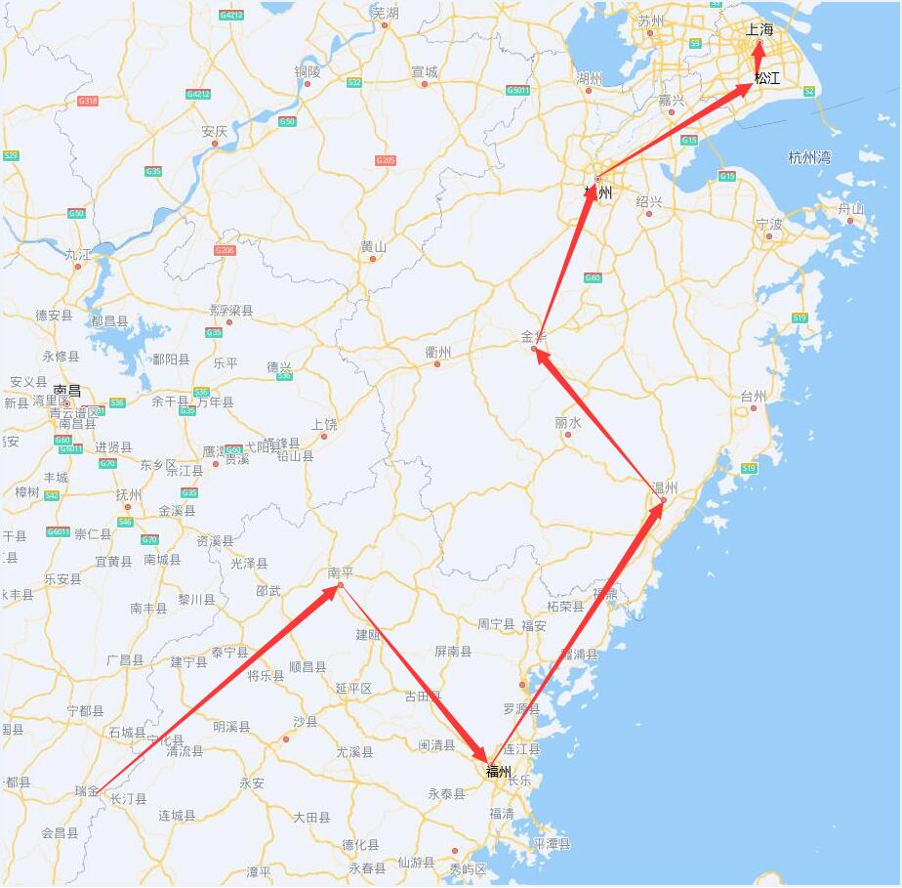 G4212
芜湖
苏州
上海
S9
铜陵
S32
宣城
湖州
松江
G318
G4212
G5011
S2
嘉兴
G50
安庆
G15
S29
G205
杭州湾
G35
G15
州
绍兴
舟山
G50
宁波
黄山
九江
G206
G60
德安县
都昌县
浮梁县
S19
G35
金华
永修县
鄱阳县
乐平
德兴
衢州
安义县
南昌
S36
新县
湾里区
S36
余干县
万年县
台州
青云谱区
G35
南昌县
上饶
丽水
G60
进贤县
弋阳县
G60
铅山县
贵溪
G70
东乡区
余江县
S19
丰城
樟树
S42
G35
温州
抚州
金溪县
S46
G6011
崇仁县
G70
资溪县
宜黄县
南城县
光泽县
南平
乐安县
邵武
福鼎
永丰县
黎川县
南丰县
柘荣县
周宁县
福安
建瓯
广昌县
建宁县
泰宁县
屏南县
霞浦县
将乐县
顺昌县
延平区
古田县
宁都县
罗源县
石城县
明溪县
沙县
宁化县
清流县
尤溪县
闽清县
连江县
福州
长乐
瑞金
长汀县
永安
永泰县
连城县
大田县
福清
会昌县
德化县
平潭县
仙游县
永春县
漳平
秀屿区